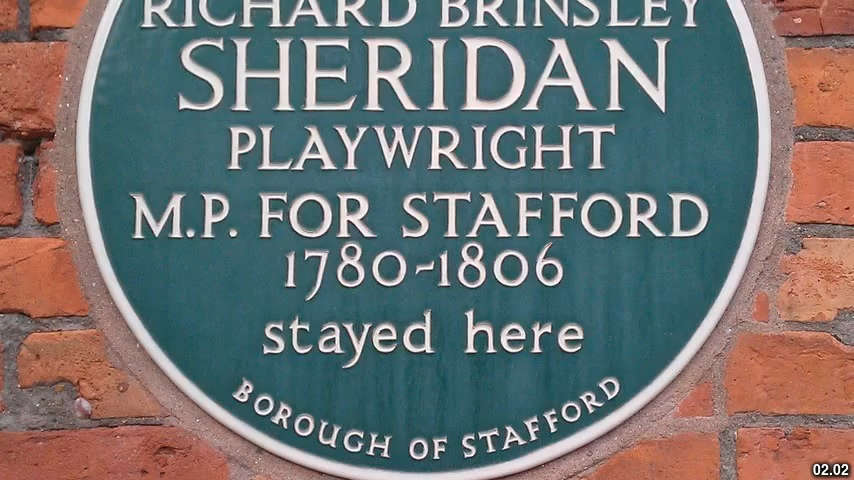 RICHARD BRINSLEY
SHERIDAN
PLAYWRIGHT
M.P. FOR STAFFORD
1780-1806
stayed here
BOROUGH OF STAFFORD
02.02